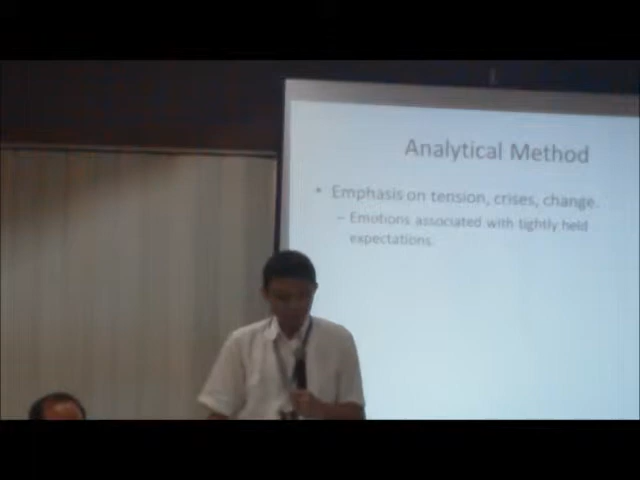 Analytical Method
• Emphasis on tension, crises, change.
– Emotions associated with tightly held
expectations.